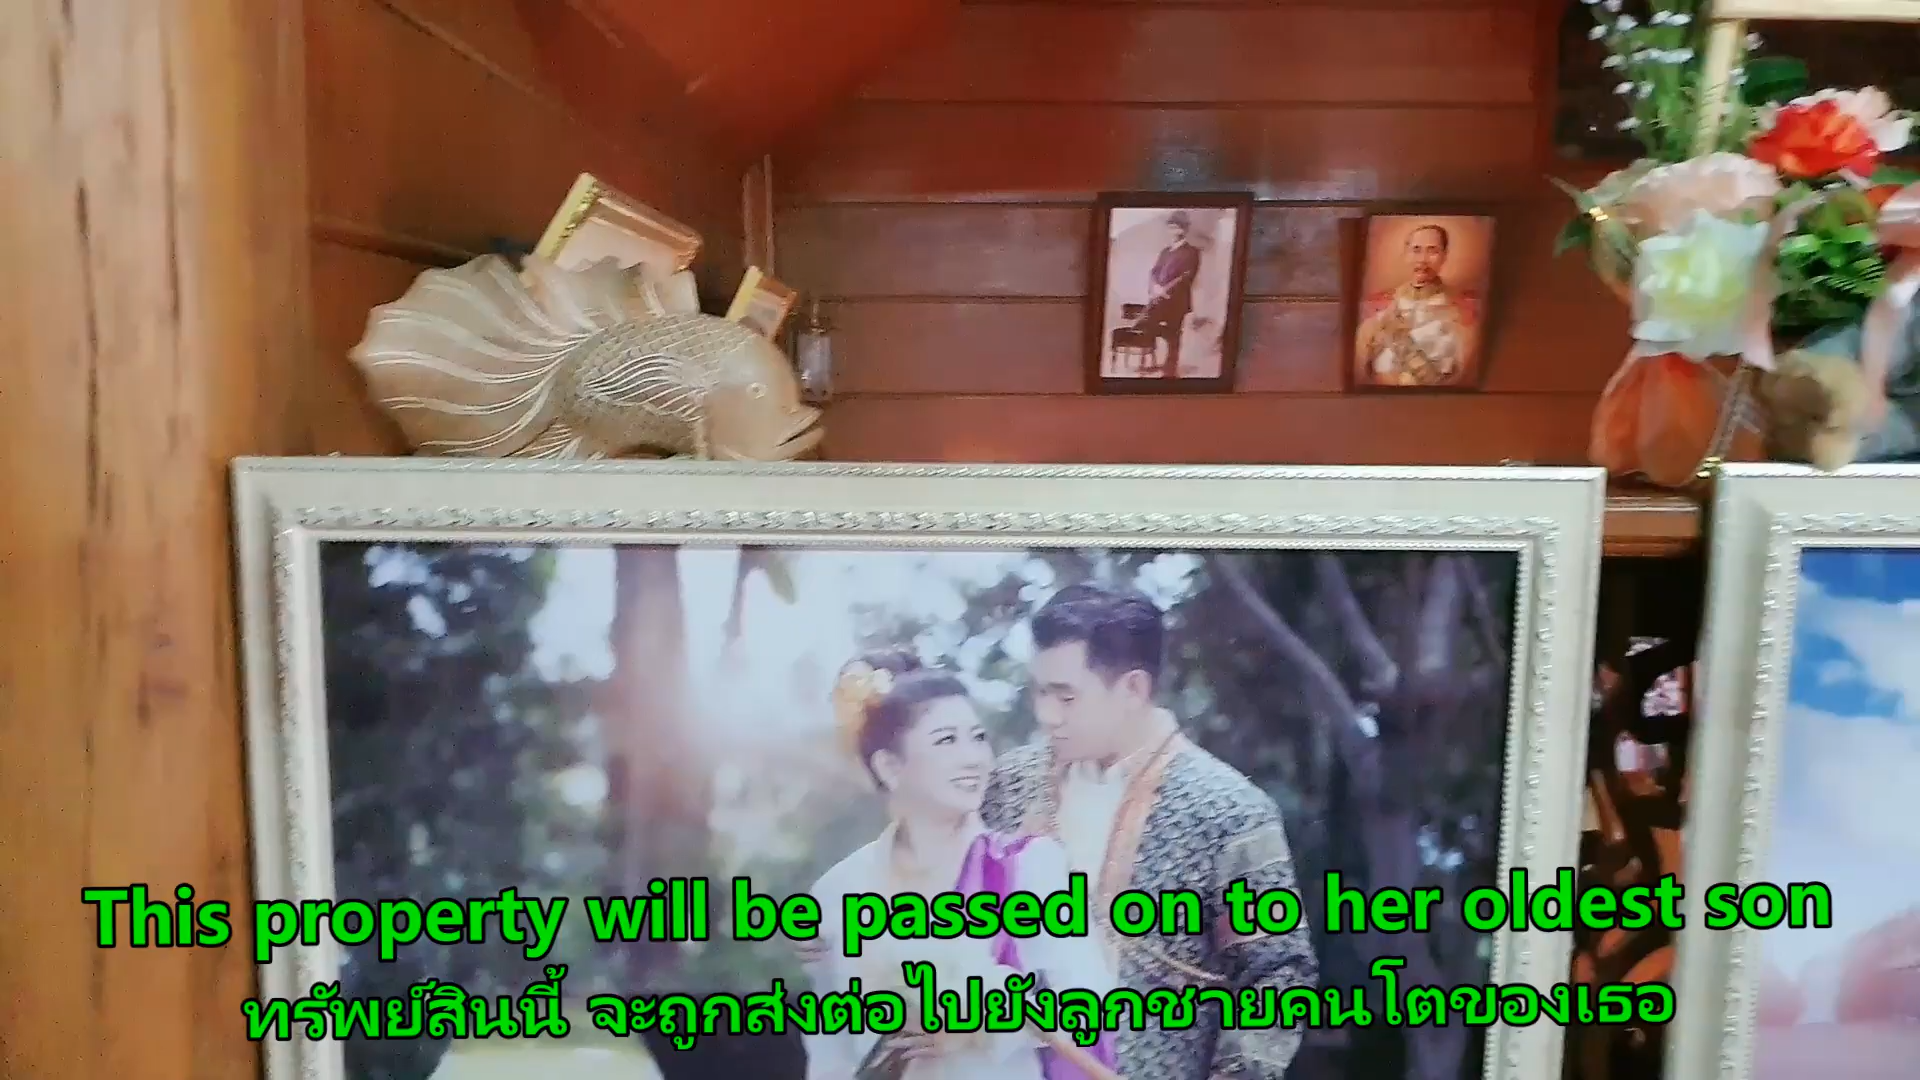 This property will be passed on to her oldest son
ทรัพย์สินนี้ จะถูกส่งต่อไปยังลูกชายคนโตของเธอ